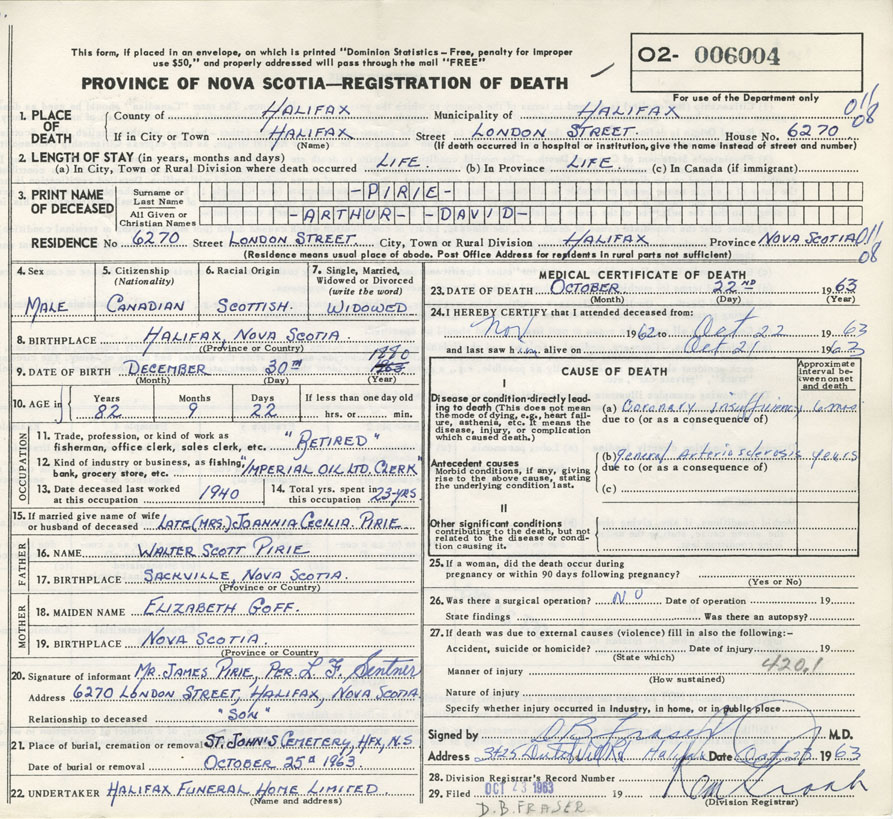 This form, if placed in an envelope, on which is printed "Dominion Statistics – Free, penalty for improper
use $50," and properly addressed will pass through the mail "FREE"
O2- 006004
PROVINCE OF NOVA SCOTIA—REGISTRATION OF DEATH
For use of the Department only
1. PLACE OF DEATH
County of HALIFAX Municipality of HALIFAX 011
If in City or Town HALIFAX Street LONDON STREET. House No. 6270 08
(Name) (If death occurred in a hospital or institution, give the name instead of street and number)
2. LENGTH OF STAY (in years, months and days)
(a) In City, Town or Rural Division where death occurred LIFE. (b) In Province LIFE. (c) In Canada (if immigrant)
3. PRINT NAME OF DECEASED
Surname or Last Name -PIRIE-
All Given or Christian Names -ARTHUR- -DAVID-
RESIDENCE No 6270 Street LONDON STREET. City, Town or Rural Division HALIFAX Province NOVA SCOTIA 011
(Residence means usual place of abode. Post Office Address for residents in rural parts not sufficient) 08
4. Sex
MALE
5. Citizenship (Nationality)
CANADIAN
6. Racial Origin
SCOTTISH.
7. Single, Married, Widowed or Divorced (write the word)
WIDOWED
8. BIRTHPLACE HALIFAX, NOVA SCOTIA.
(Province or Country)
9. DATE OF BIRTH DECEMBER 30TH
(Month) (Day) (Year)
10. AGE in
Years Months Days If less than one day old
82 9 22 hrs. or min.
OCCUPATION
11. Trade, profession, or kind of work as
fisherman, office clerk, sales clerk, etc. "RETIRED"
12. Kind of industry or business, as fishing,
bank, grocery store, etc. "IMPERIAL OIL LTD. CLERK"
13. Date deceased last worked
at this occupation 1940
14. Total yrs. spent in
this occupation 23-YRS
15. If married give name of wife
or husband of deceased LATE (MRS.) JOANNIA CECILIA. PIRIE
FATHER
16. NAME WALTER SCOTT PIRIE
17. BIRTHPLACE SACKVILLE, NOVA SCOTIA.
(Province or Country)
MOTHER
18. MAIDEN NAME ELIZABETH GOFF.
19. BIRTHPLACE NOVA SCOTIA.
(Province or Country)
20. Signature of informant MR. JAMES PIRIE, PER. L. F. Sentner
Address 6270 LONDON STREET, HALIFAX, NOVA SCOTIA
Relationship to deceased "SON"
21. Place of burial, cremation or removal ST. JOHN'S CEMETERY, HFX, N.S
Date of burial or removal OCTOBER 25TH 1963.
22. UNDERTAKER HALIFAX FUNERAL HOME LIMITED.
(Name and address)
MEDICAL CERTIFICATE OF DEATH
23. DATE OF DEATH OCTOBER 22ND 1963
(Month) (Day) (Year)
24. I HEREBY CERTIFY that I attended deceased from:
Nov 1962 to Oct 22 1963
and last saw him alive on Oct 21 1963
CAUSE OF DEATH
Approximate interval between onset and death
I
Disease or condition directly leading to death (This does not mean the mode of dying, e.g., heart failure, asthenia, etc. It means the disease, injury, or complication which caused death.)
(a) Coronary insufficiency
due to (or as a consequence of)
Antecedent causes
Morbid conditions, if any, giving rise to the above cause, stating the underlying condition last.
(b) general Arteriosclerosis years
due to (or as a consequence of)
(c)
II
Other significant conditions
contributing to the death, but not related to the disease or condition causing it.
25. If a woman, did the death occur during
pregnancy or within 90 days following pregnancy?
(Yes or No)
26. Was there a surgical operation? NO Date of operation 19
State findings Was there an autopsy?
27. If death was due to external causes (violence) fill in also the following:–
Accident, suicide or homicide? Date of injury 19
(State which)
Manner of injury 420.1
(How sustained)
Nature of injury
Specify whether injury occurred in industry, in home, or in public place
Signed by D B Fraser M.D.
Address 3425 Halifax Date Oct 23 1963
28. Division Registrar's Record Number
29. Filed OCT 23 1963 19
(Division Registrar)
D.B. FRASER